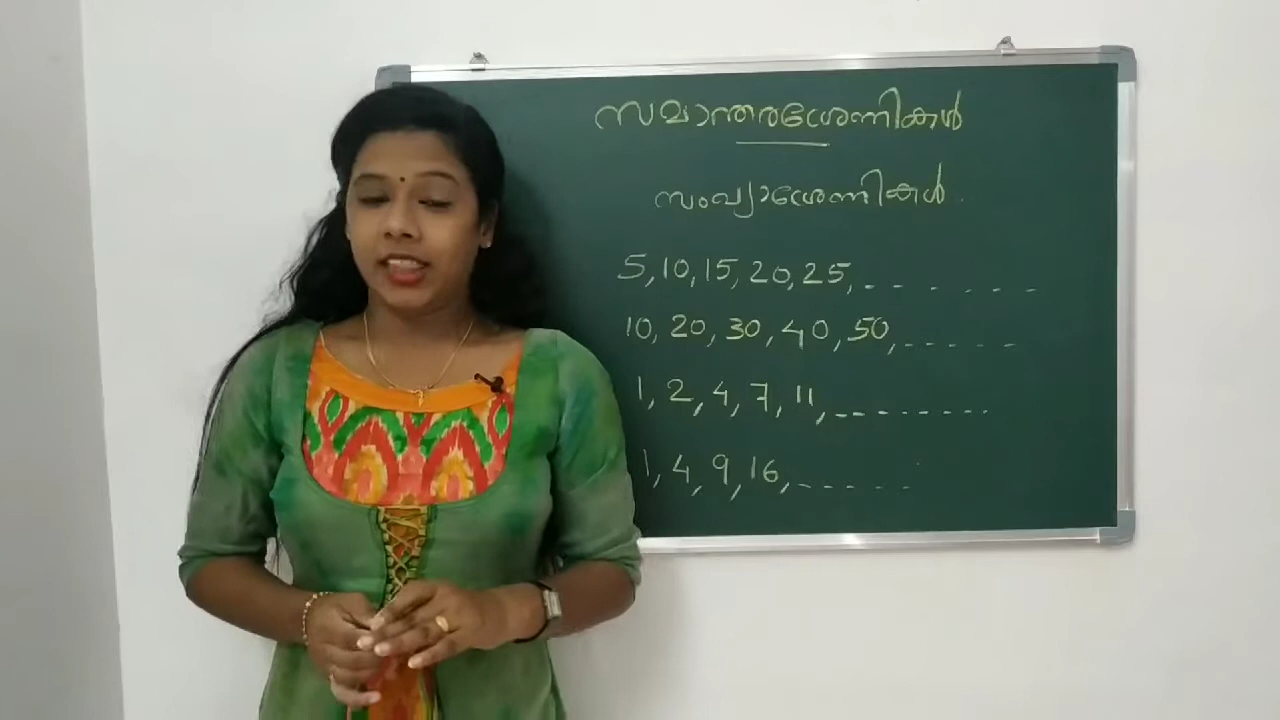 സമാന്തരശ്രേണികൾ
സംഖ്യാശ്രേണികൾ
5, 10, 15, 20, 25, - - - - - -
10, 20, 30, 40, 50, - - - - -
1, 2, 4, 7, 11, - - - - - - - -
1, 4, 9, 16, - - - - - -